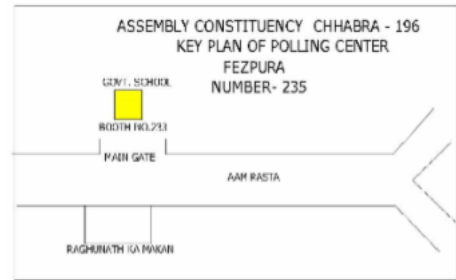 ASSEMBLY CONSTITUENCY CHHABRA - 196
KEY PLAN OF POLLING CENTER
FEZPURA
NUMBER- 235
GOVT. SCHOOL
BOOTH NO.233
MAIN GATE
AAM RASTA
RAGHUNATH KA MAKAN